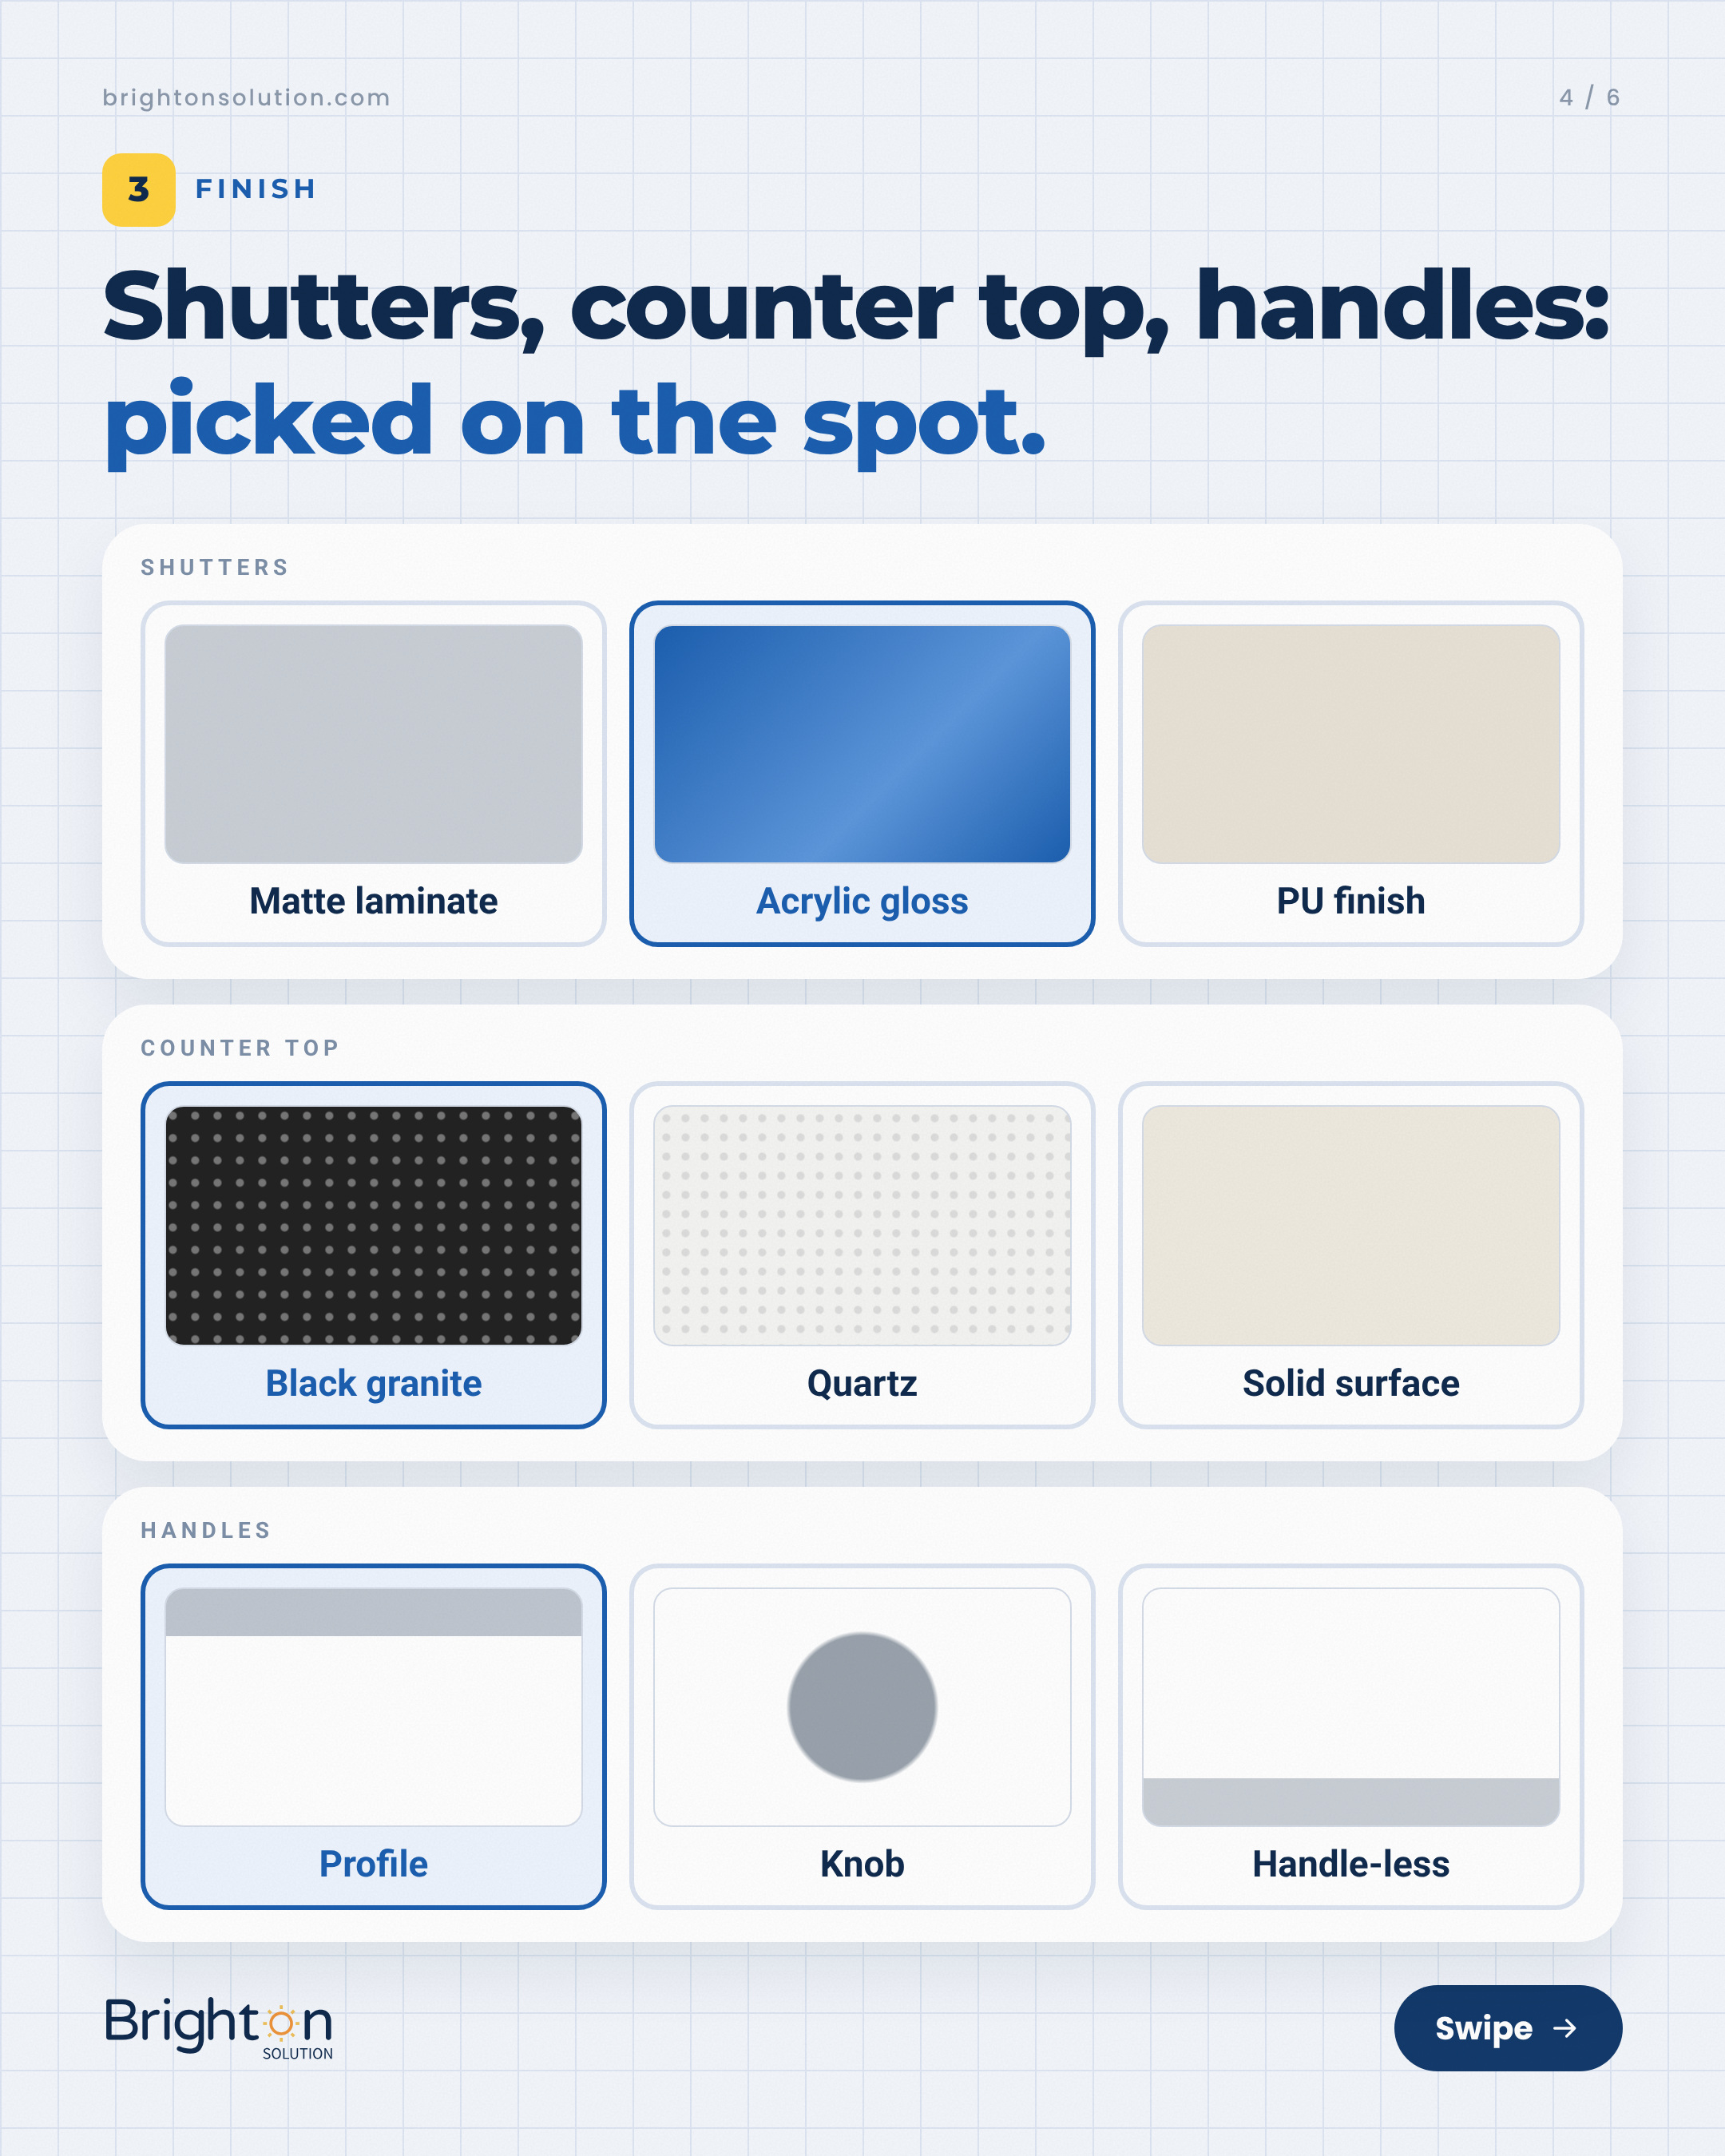 brightonsolution.com
4 / 6
3
FINISH
Shutters, counter top, handles:
picked on the spot.
SHUTTERS
Matte laminate
Acrylic gloss
PU finish
COUNTER TOP
Black granite
Quartz
Solid surface
HANDLES
Profile
Knob
Handle-less
Brighton
SOLUTION
Swipe →